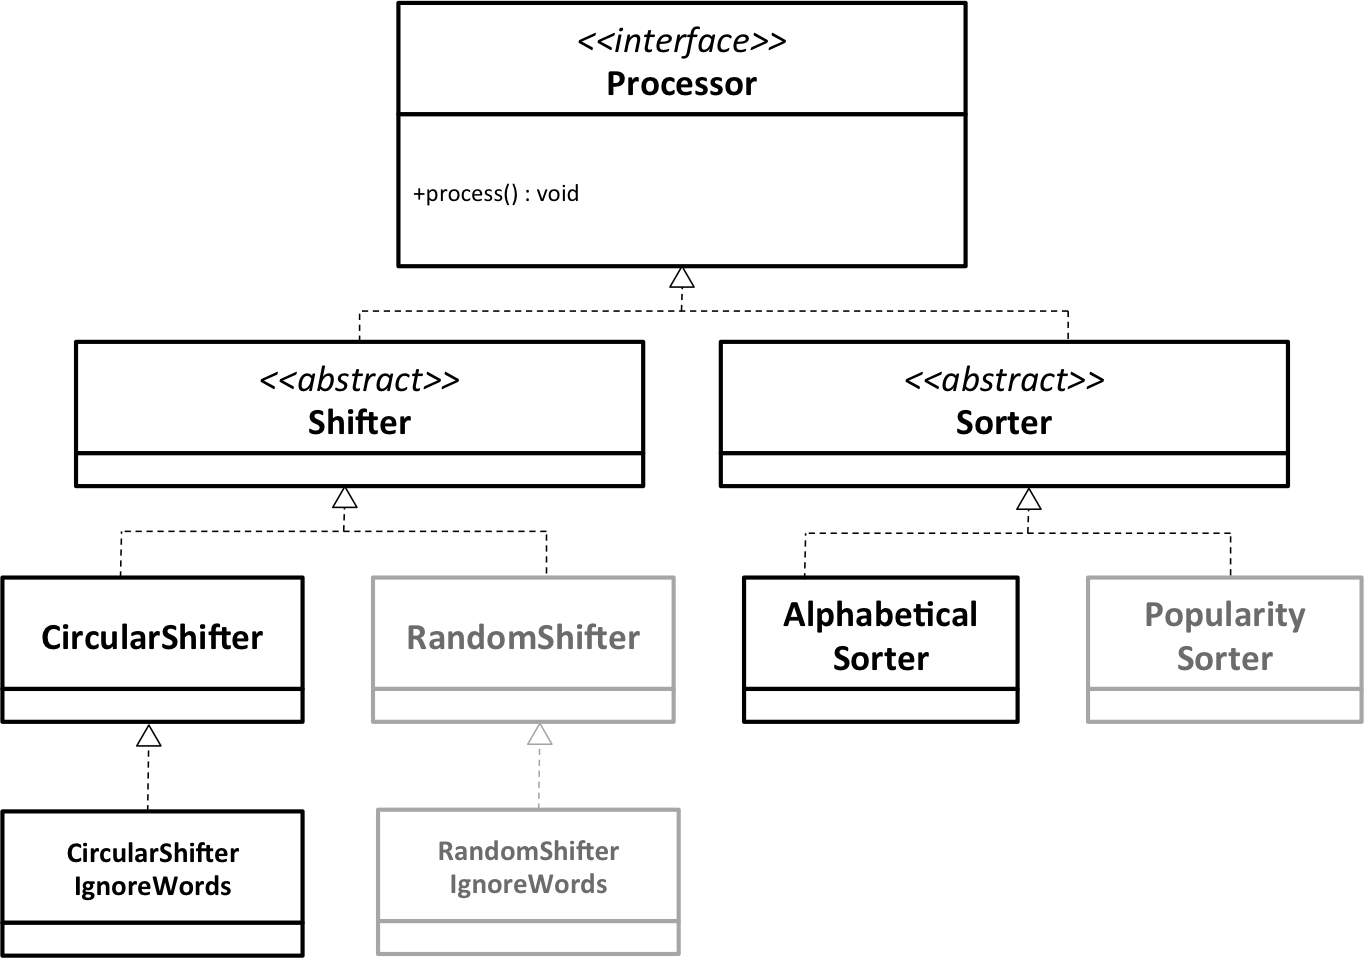 <<interface>>
Processor
+process() : void
<<abstract>>
Shifter
<<abstract>>
Sorter
CircularShifter
RandomShifter
Alphabetical
Sorter
Popularity
Sorter
CircularShifter
IgnoreWords
RandomShifter
IgnoreWords